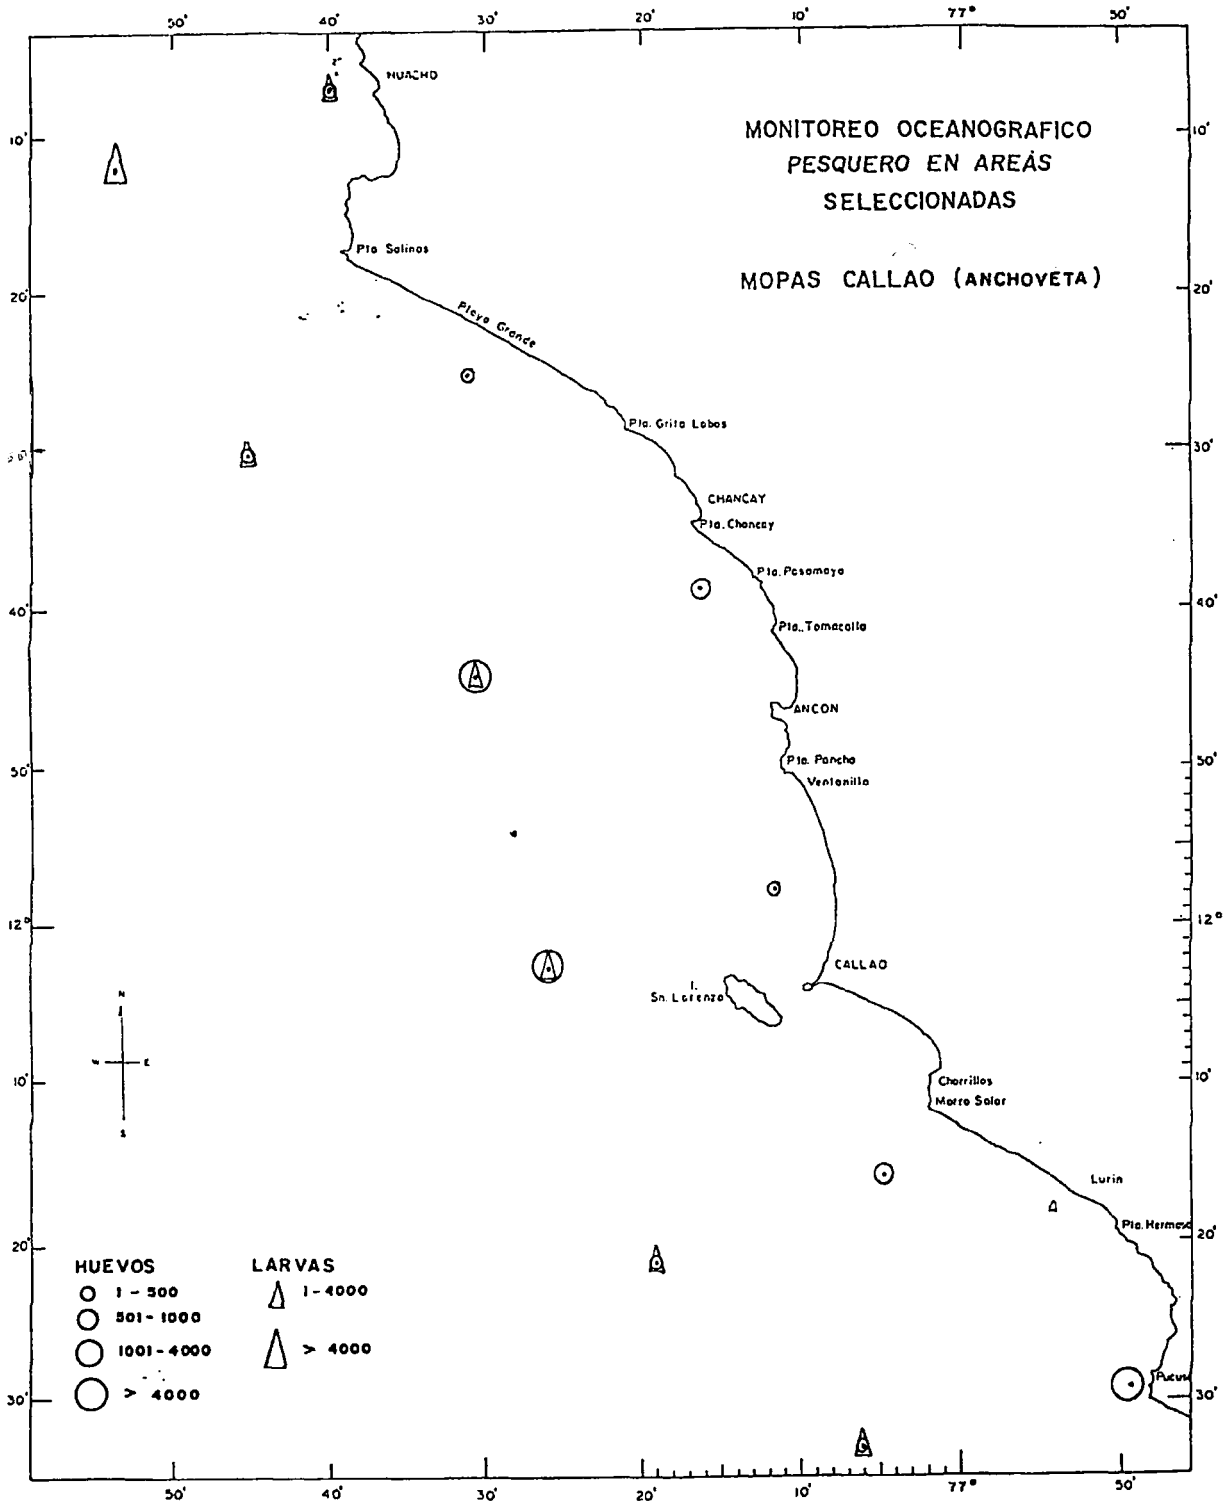 50' 40' 30' 20' 10' 77° 50'
HUACHO
10' 10'
MONITOREO OCEANOGRAFICO
PESQUERO EN AREÁS
SELECCIONADAS
Pta Salinas
MOPAS CALLAO (ANCHOVETA)
20' 20'
Playa Grande
Pta. Grita Lobos
30' 30'
CHANCAY
Pta. Chancay
Pta. Pasamayo
40' 40'
Pta. Tomacalla
ANCON
Pta. Pancha
50' 50'
Ventanilla
12° 12°
CALLAO
I.
Sn. Lorenzo
N
W E
S
10' 10'
Chorrillos
Morro Solar
Lurin
Pta. Hermosa
20' 20'
HUEVOS LARVAS
1-500 1-4000
501-1000
1001-4000 > 4000
> 4000
Pucus
30' 30'
50' 40' 30' 20' 10' 77° 50'